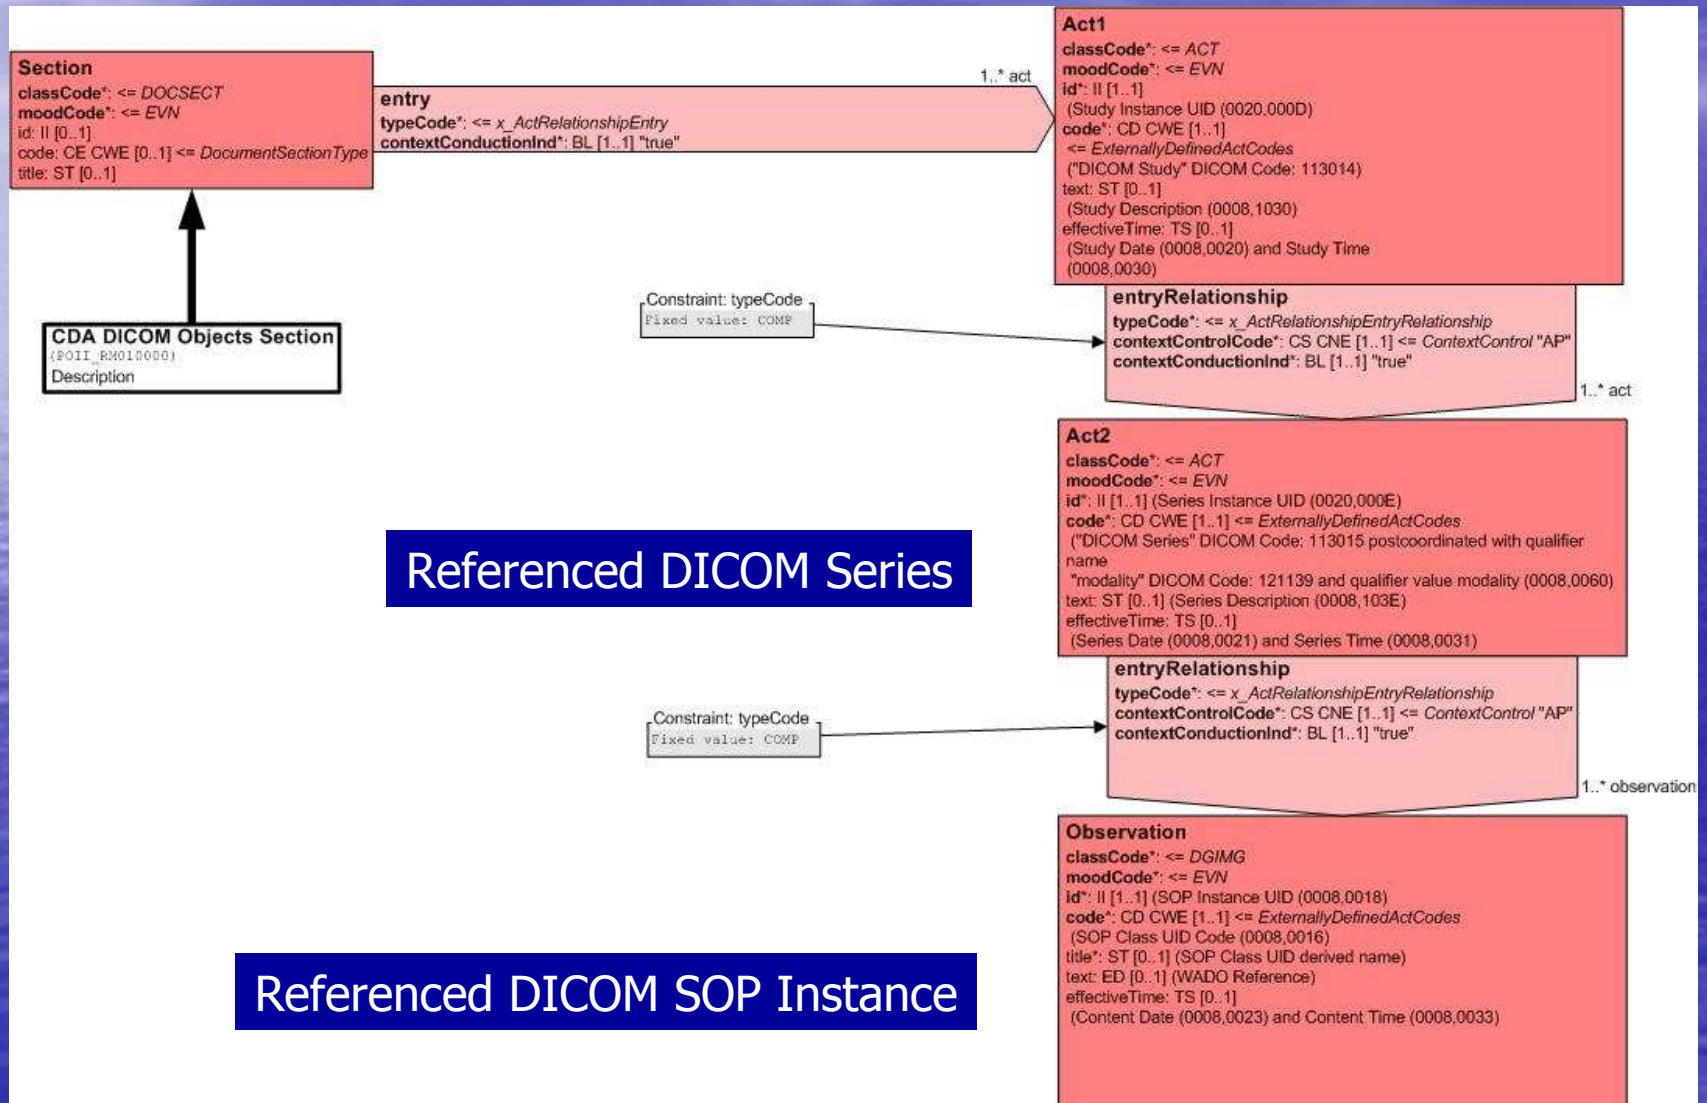 Section
classCode*: <= DOCSECT
moodCode*: <= EVN
id: II [0..1]
code: CE CWE [0..1] <= DocumentSectionType
title: ST [0..1]
entry
typeCode*: <= x_ActRelationshipEntry
contextConductionInd*: BL [1..1] "true"
1..* act
Act1
classCode*: <= ACT
moodCode*: <= EVN
id*: II [1..1]
(Study Instance UID (0020,000D)
code*: CD CWE [1..1]
<= ExternallyDefinedActCodes
("DICOM Study" DICOM Code: 113014)
text: ST [0..1]
(Study Description (0008,1030)
effectiveTime: TS [0..1]
(Study Date (0008,0020) and Study Time
(0008,0030)
CDA DICOM Objects Section
(POII_RM010000)
Description
Constraint: typeCode
Fixed value: COMP
entryRelationship
typeCode*: <= x_ActRelationshipEntryRelationship
contextControlCode*: CS CNE [1..1] <= ContextControl "AP"
contextConductionInd*: BL [1..1] "true"
1..* act
Act2
classCode*: <= ACT
moodCode*: <= EVN
id*: II [1..1] (Series Instance UID (0020,000E)
code*: CD CWE [1..1] <= ExternallyDefinedActCodes
("DICOM Series" DICOM Code: 113015 postcoordinated with qualifier
name
"modality" DICOM Code: 121139 and qualifier value modality (0008,0060)
text: ST [0..1] (Series Description (0008,103E)
effectiveTime: TS [0..1]
(Series Date (0008,0021) and Series Time (0008,0031)
Referenced DICOM Series
Constraint: typeCode
Fixed value: COMP
entryRelationship
typeCode*: <= x_ActRelationshipEntryRelationship
contextControlCode*: CS CNE [1..1] <= ContextControl "AP"
contextConductionInd*: BL [1..1] "true"
1..* observation
Observation
classCode*: <= DGIMG
moodCode*: <= EVN
id*: II [1..1] (SOP Instance UID (0008,0018)
code*: CD CWE [1..1] <= ExternallyDefinedActCodes
(SOP Class UID Code (0008,0016)
title*: ST [0..1] (SOP Class UID derived name)
text: ED [0..1] (WADO Reference)
effectiveTime: TS [0..1]
(Content Date (0008,0023) and Content Time (0008,0033)
Referenced DICOM SOP Instance